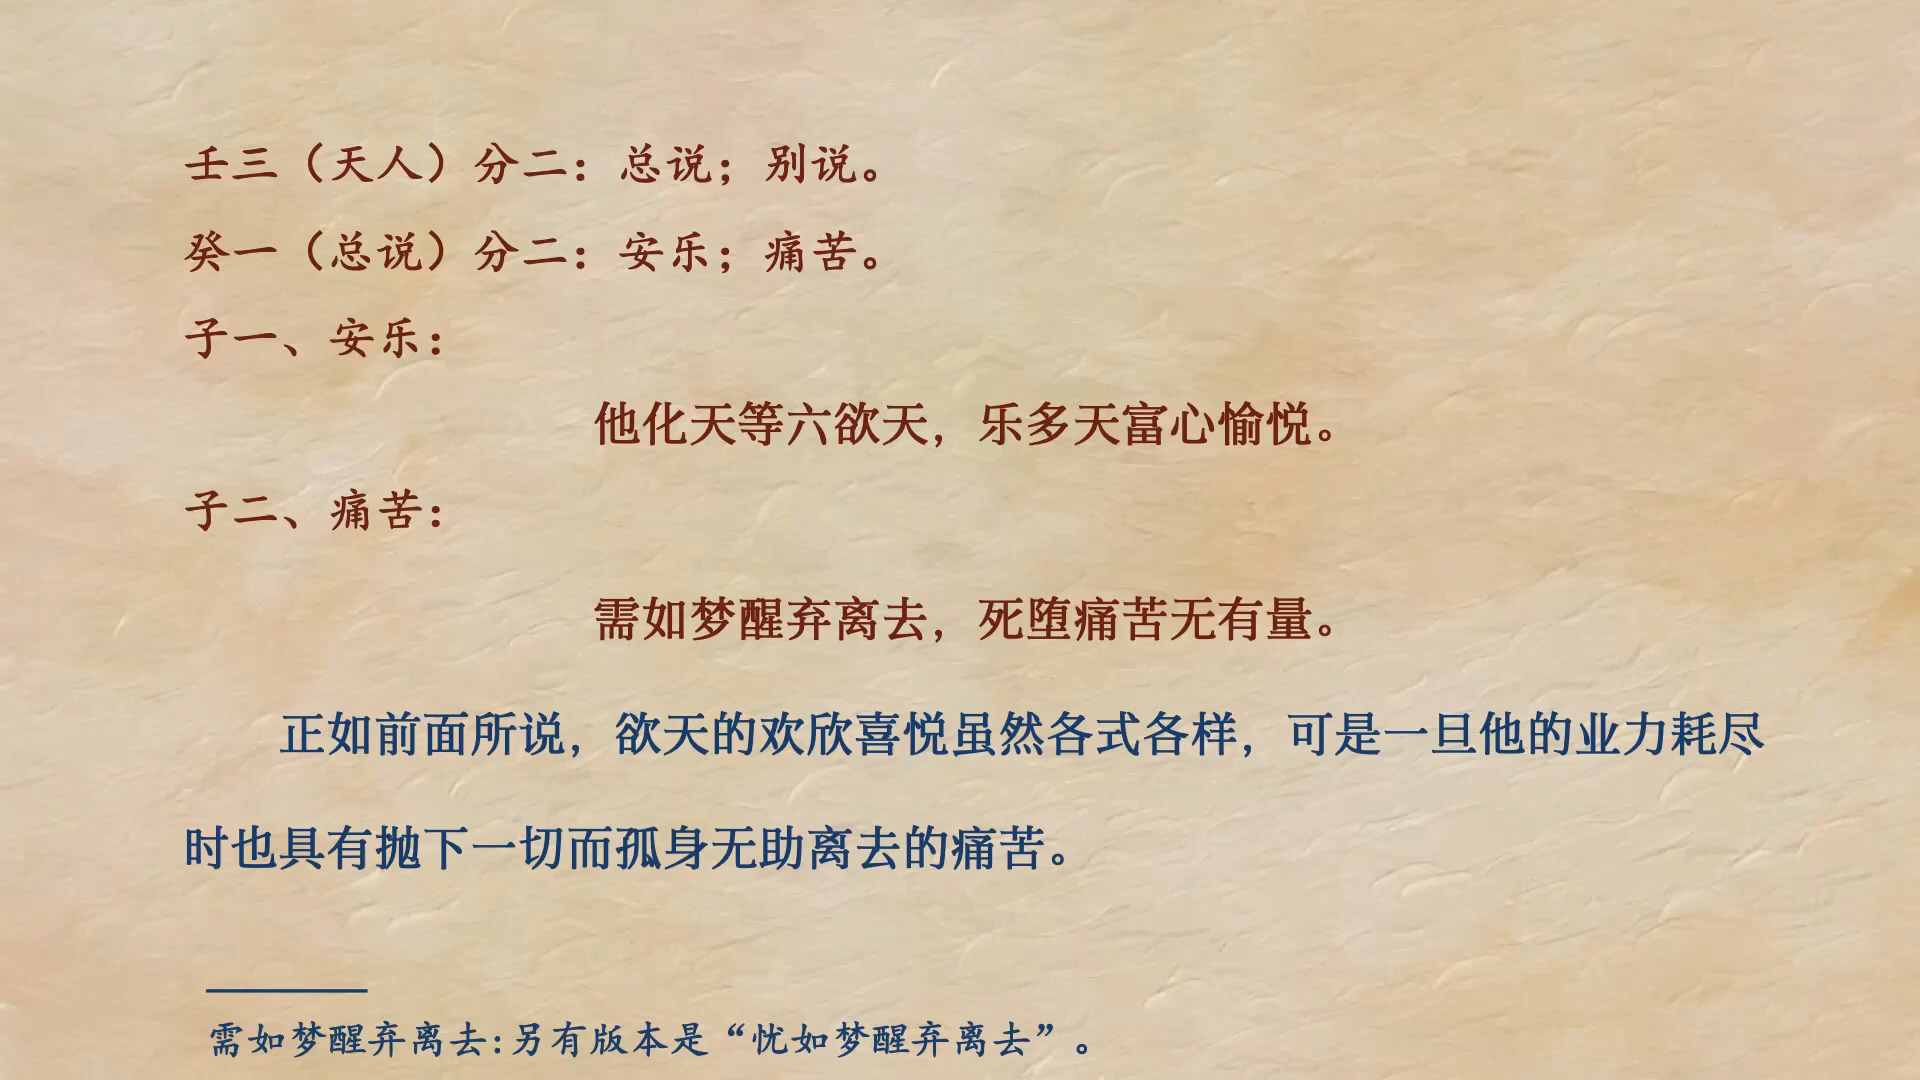 壬三（天人）分二：总说；别说。
癸一（总说）分二：安乐；痛苦。
子一、安乐：
他化天等六欲天，乐多天富心愉悦。
子二、痛苦：
需如梦醒弃离去，死堕痛苦无有量。
正如前面所说，欲天的欢欣喜悦虽然各式各样，可是一旦他的业力耗尽
时也具有抛下一切而孤身无助离去的痛苦。
需如梦醒弃离去：另有版本是“忧如梦醒弃离去”。